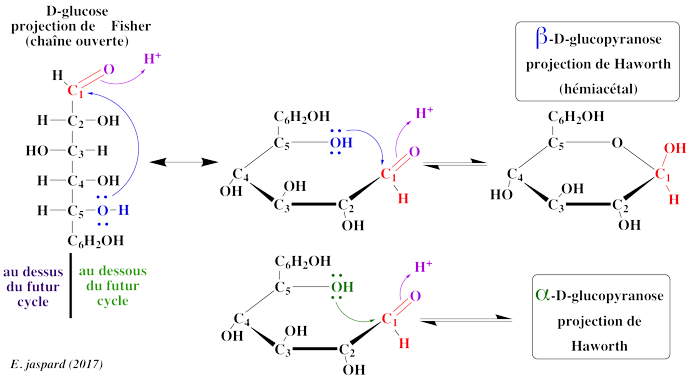 D-glucose
projection de Fisher
(chaîne ouverte)
H O H⁺
C₁
H C₂ OH
HO C₃ H
H C₄ OH
H C₅ O H
C₆H₂OH
au dessus
du futur
cycle
au dessous
du futur
cycle
E. jaspard (2017)
C₆H₂OH H⁺
C₅ OH O
C₄ C₁
OH OH H
C₃ C₂
OH
β-D-glucopyranose
projection de Haworth
(hémiacétal)
C₆H₂OH
C₅ O OH
C₄ C₁
HO OH H
C₃ C₂
OH
C₆H₂OH H⁺
C₅ OH O
C₄ C₁
OH OH H
C₃ C₂
OH
α-D-glucopyranose
projection de
Haworth